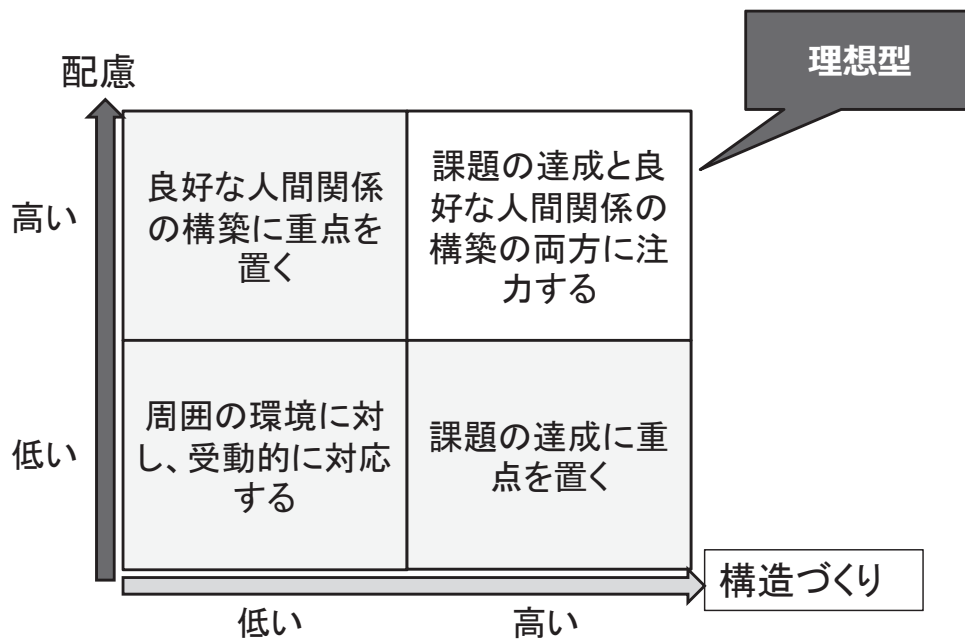 理想型
配慮
高い
良好な人間関係
の構築に重点を
置く
課題の達成と良
好な人間関係の
構築の両方に注
力する
低い
周囲の環境に対
し、受動的に対応
する
課題の達成に重
点を置く
構造づくり
低い
高い